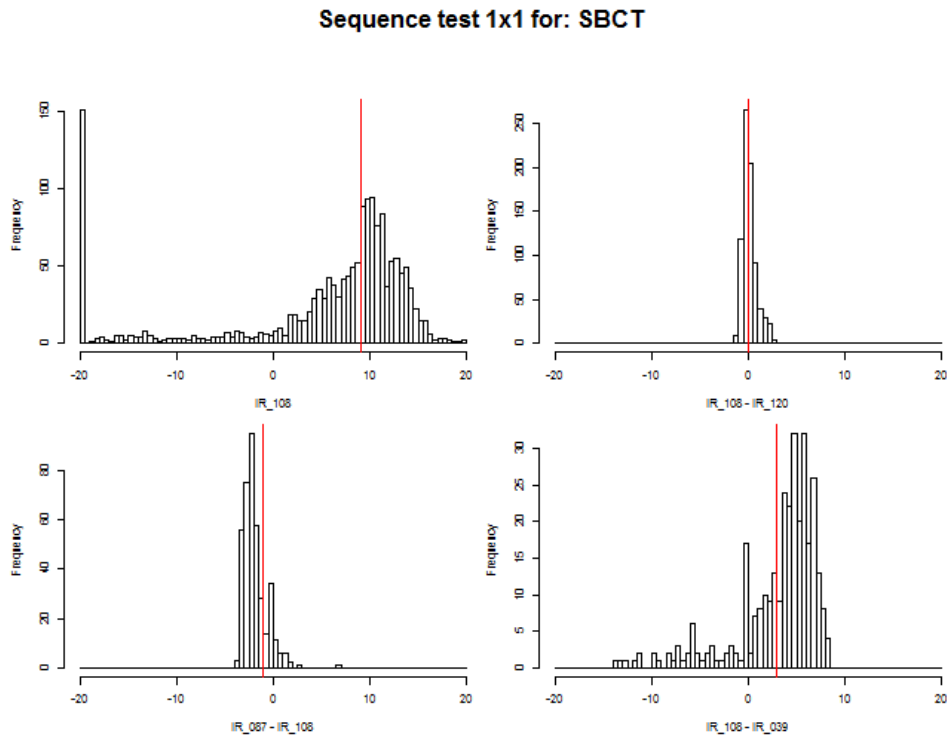 Sequence test 1x1 for: SBCT
Frequency
0 50 100 150
-20 -10 0 10 20
IR_108
Frequency
0 50 100 150 200 250
-20 -10 0 10 20
IR_108 - IR_120
Frequency
0 20 40 60 80
-20 -10 0 10 20
IR_087 - IR_108
Frequency
0 5 10 15 20 25 30
-20 -10 0 10 20
IR_108 - IR_039